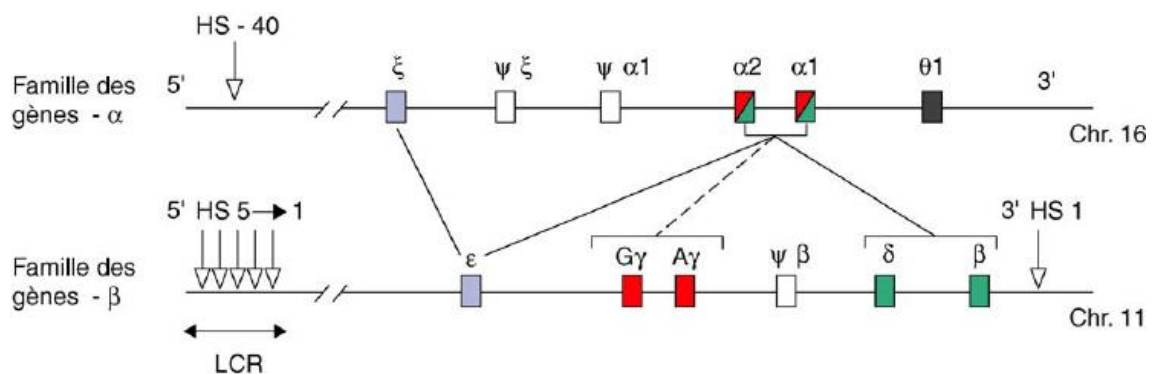 HS - 40
Famille des
gènes - α
5'
ξ
ψ ξ
ψ α1
α2
α1
θ1
3'
Chr. 16
5' HS 5 → 1
3' HS 1
Famille des
gènes - β
ε
Gγ
Aγ
ψ β
δ
β
Chr. 11
LCR